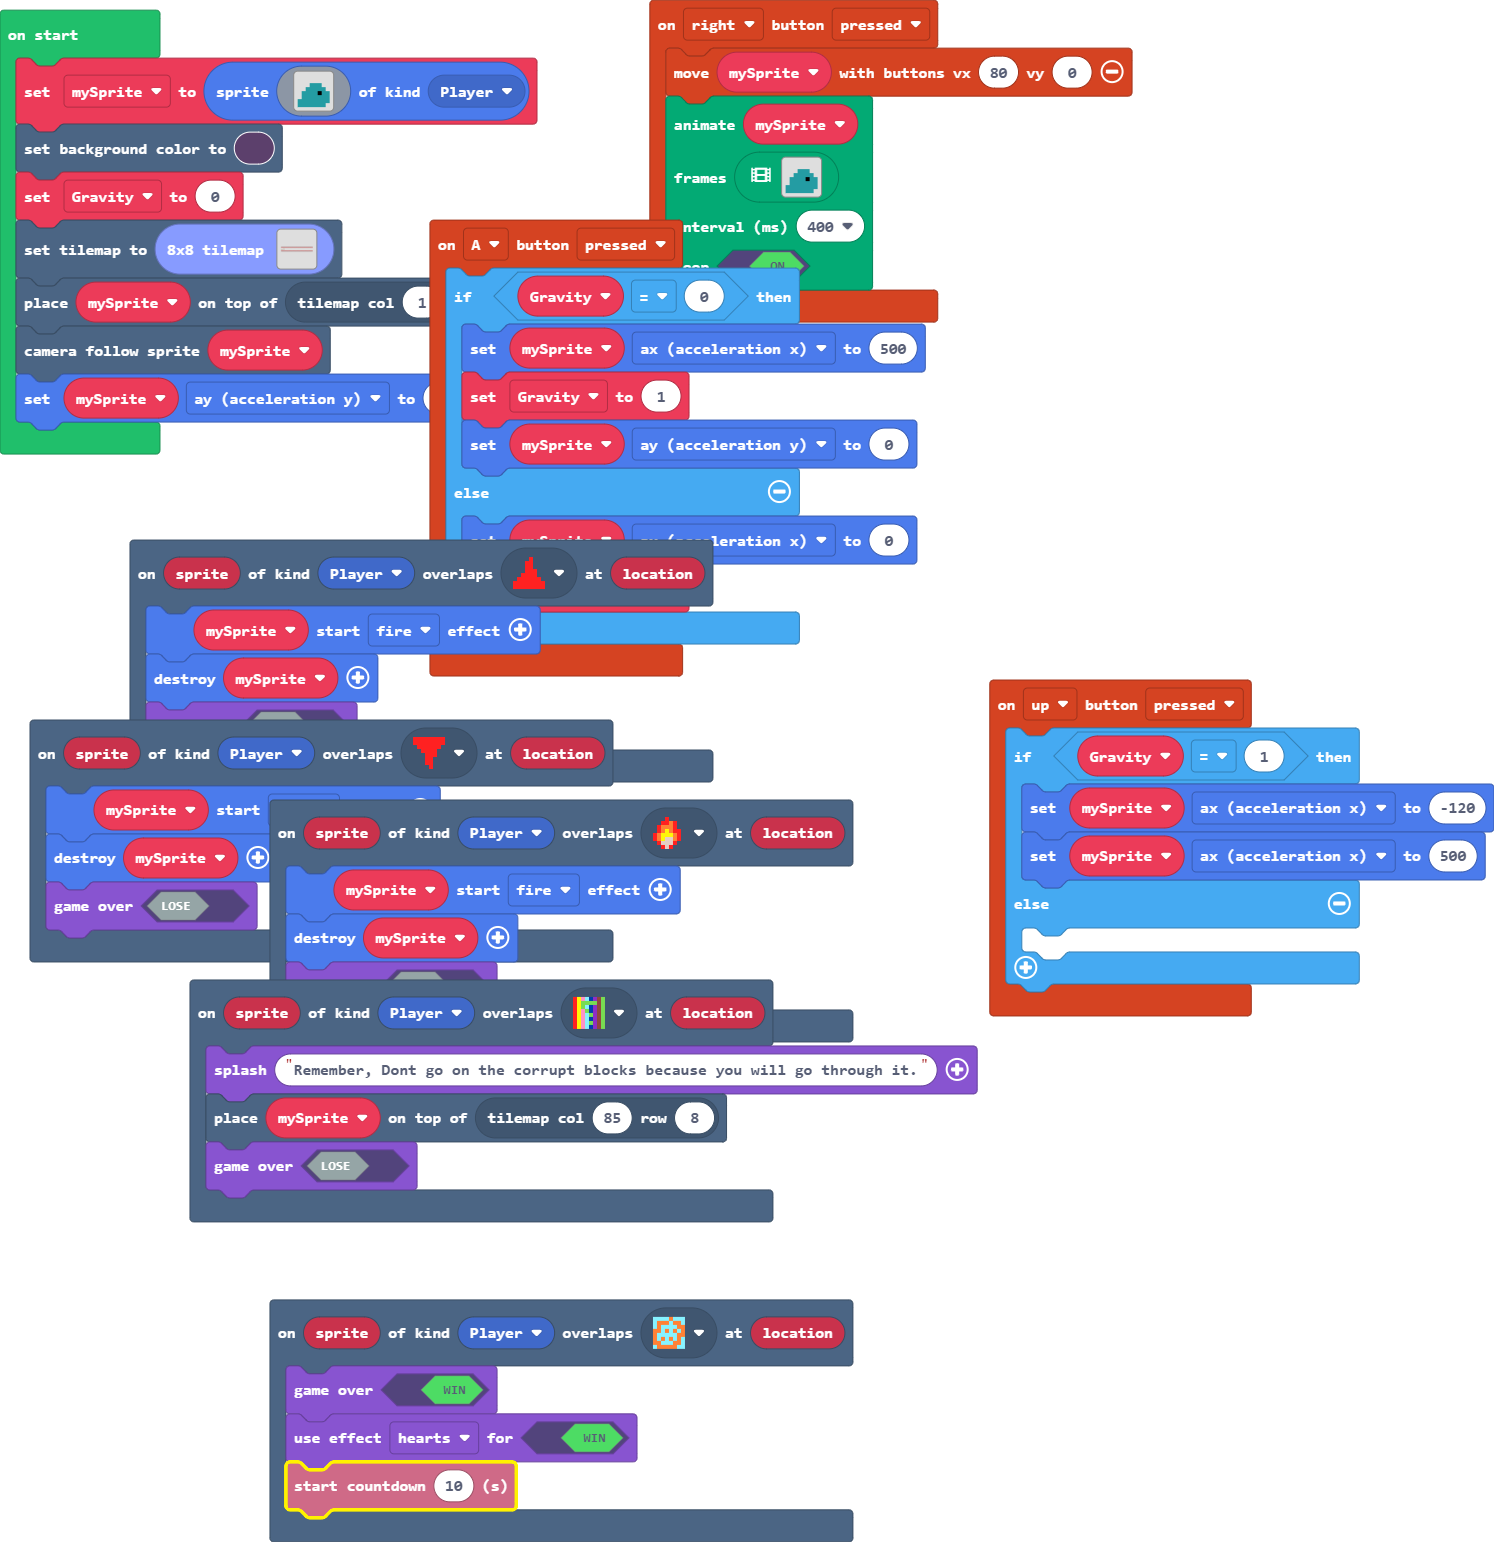 on start
set mySprite to sprite of kind Player
set background color to
set Gravity to 0
set tilemap to 8x8 tilemap
place mySprite on top of tilemap col 1
camera follow sprite mySprite
set mySprite ay (acceleration y) to
on right button pressed
move mySprite with buttons vx 80 vy 0
animate mySprite
frames
nterval (ms) 400
ON
on A button pressed
if Gravity = 0 then
set mySprite ax (acceleration x) to 500
set Gravity to 1
set mySprite ay (acceleration y) to 0
else
set mySprite ax (acceleration x) to 0
on sprite of kind Player overlaps at location
mySprite start fire effect
destroy mySprite
on sprite of kind Player overlaps at location
mySprite start
destroy mySprite
game over LOSE
on sprite of kind Player overlaps at location
mySprite start fire effect
destroy mySprite
on sprite of kind Player overlaps at location
splash "Remember, Dont go on the corrupt blocks because you will go through it."
place mySprite on top of tilemap col 85 row 8
game over LOSE
on up button pressed
if Gravity = 1 then
set mySprite ax (acceleration x) to -120
set mySprite ax (acceleration x) to 500
else
on sprite of kind Player overlaps at location
game over WIN
use effect hearts for WIN
start countdown 10 (s)